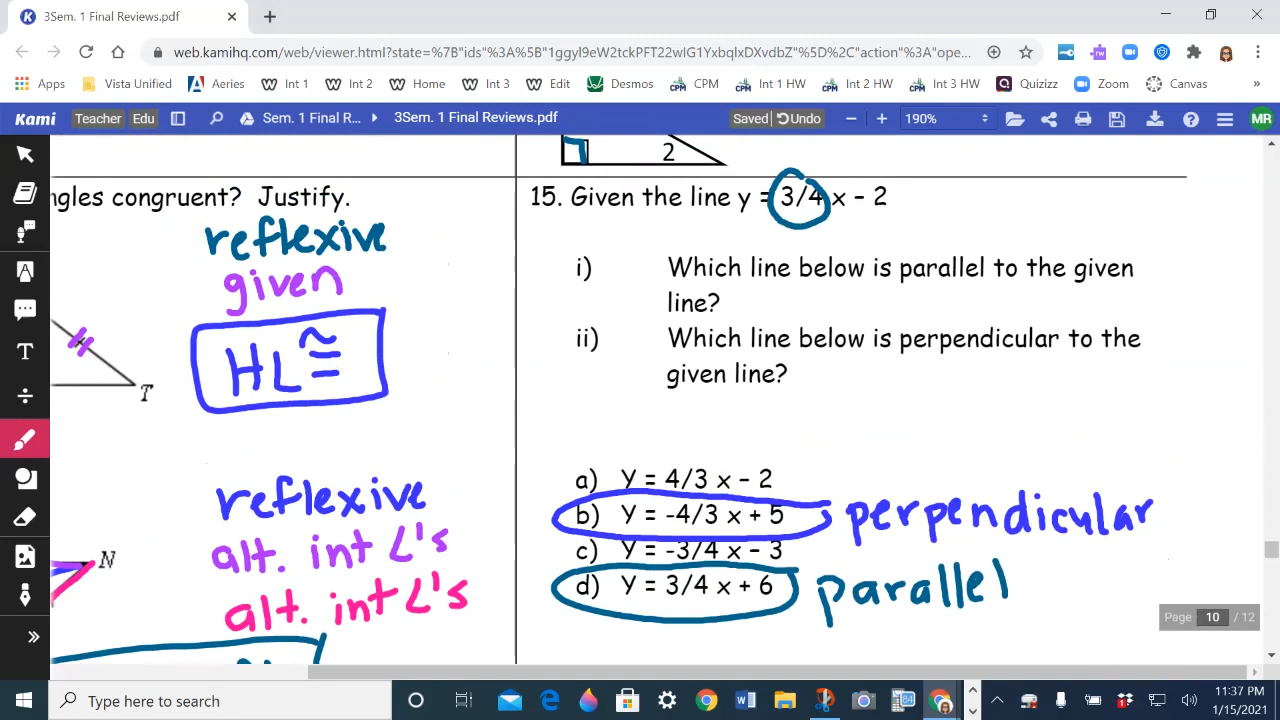 3Sem. 1 Final Reviews.pdf
web.kamihq.com/web/viewer.html?state=%7B"ids"%3A%5B"1ggyl9eW2tckPFT22wIG1YsxYqIxDXvdbZ"%5D%2C"action"%3A"ope...
Apps Vista Unified Aeries Int 1 Int 2 Home Int 3 Edit Desmos CPM Int 1 HW Int 2 HW Int 3 HW Quizizz Zoom Canvas »
Kami Teacher Edu Sem. 1 Final R... 3Sem. 1 Final Reviews.pdf Saved Undo 190% MR
2
ngles congruent? Justify.
reflexive
given
HL ≅
T
reflexive
alt. int ∠'s
alt. int ∠'s
N
15. Given the line y = 3/4 x – 2
i) Which line below is parallel to the given
line?
ii) Which line below is perpendicular to the
given line?
a) Y = 4/3 x – 2
b) Y = -4/3 x + 5 perpendicular
c) Y = -3/4 x – 3
d) Y = 3/4 x + 6 parallel
Page 10 / 12
Type here to search
11:37 PM
1/15/2021